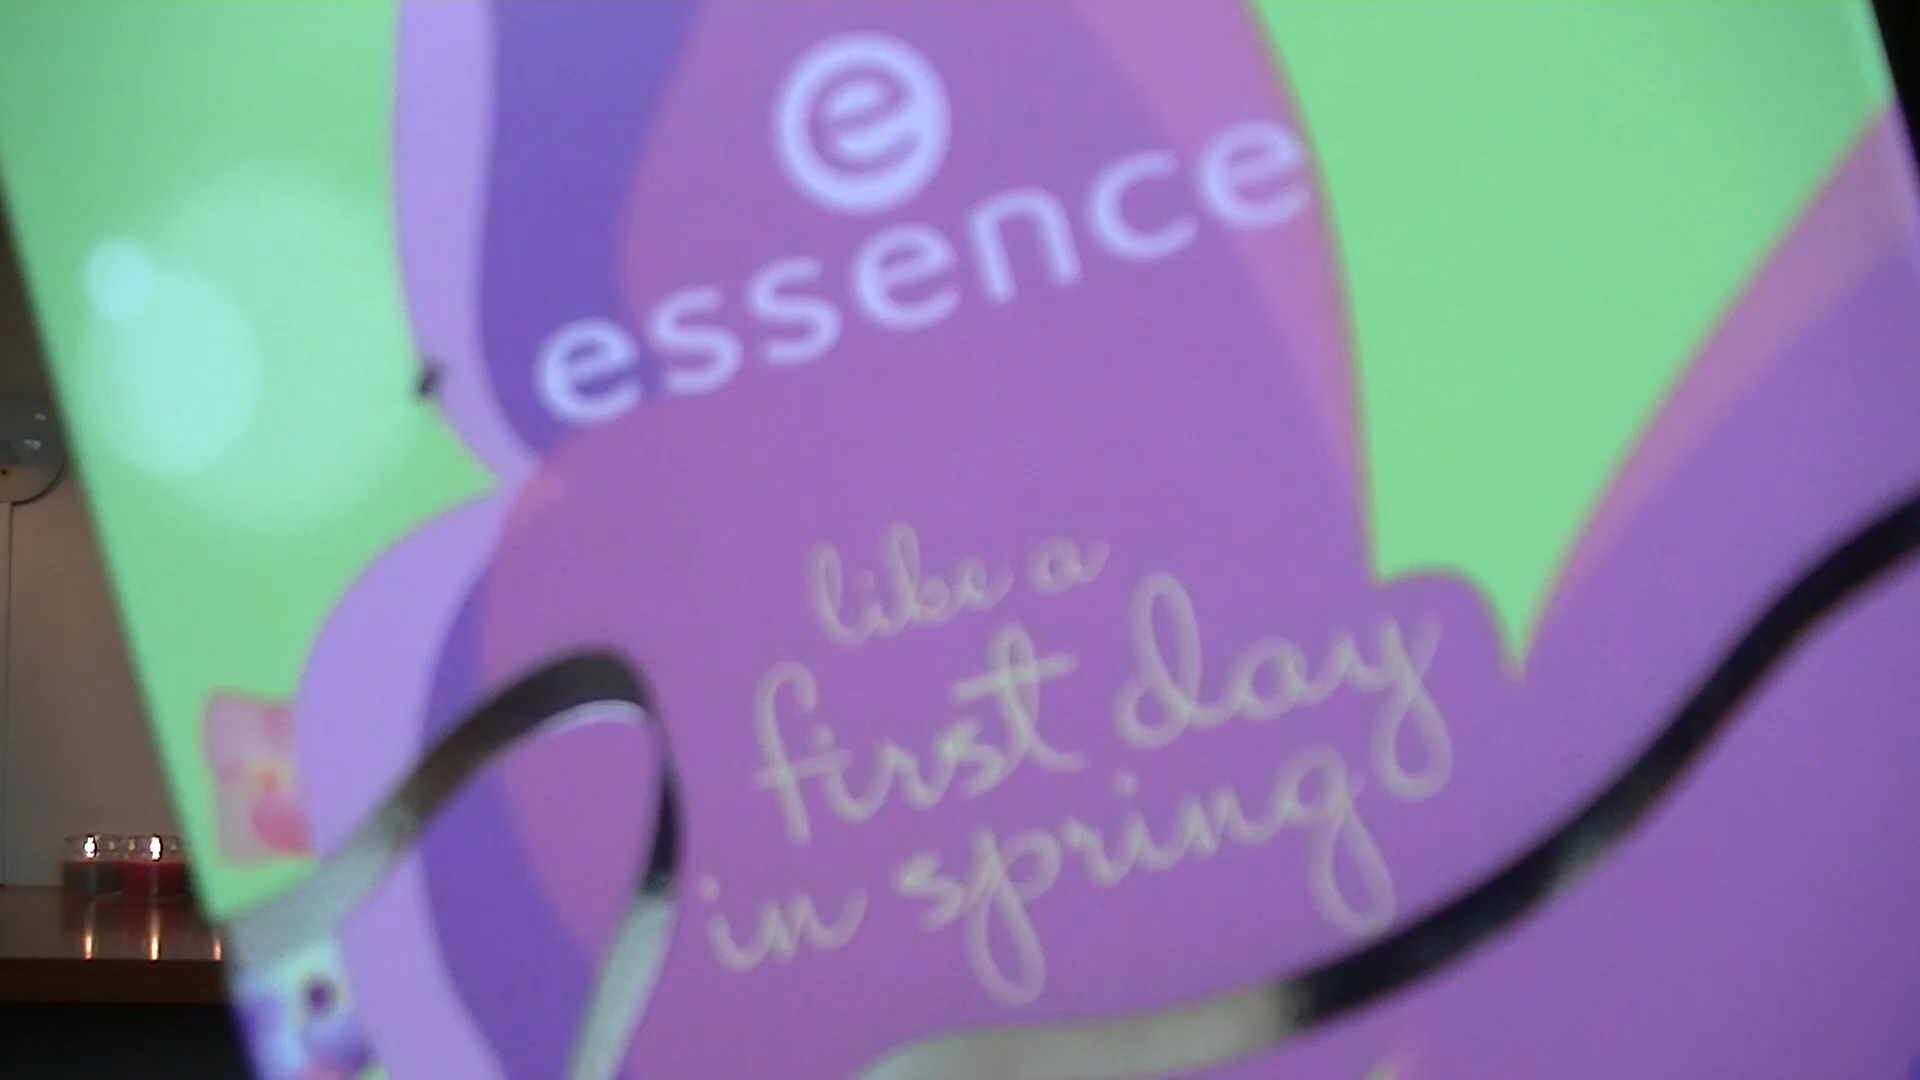 e
essence
like a
first day
in spring